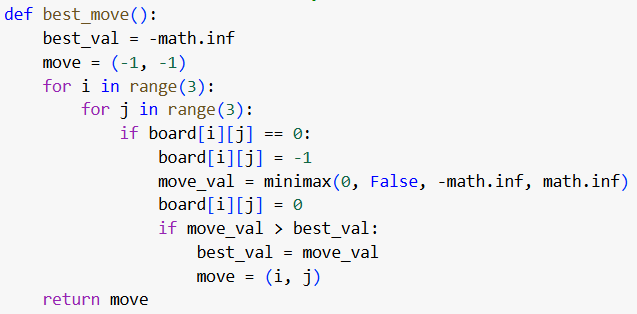 def best_move():
    best_val = -math.inf
    move = (-1, -1)
    for i in range(3):
        for j in range(3):
            if board[i][j] == 0:
                board[i][j] = -1
                move_val = minimax(0, False, -math.inf, math.inf)
                board[i][j] = 0
                if move_val > best_val:
                    best_val = move_val
                    move = (i, j)
    return move